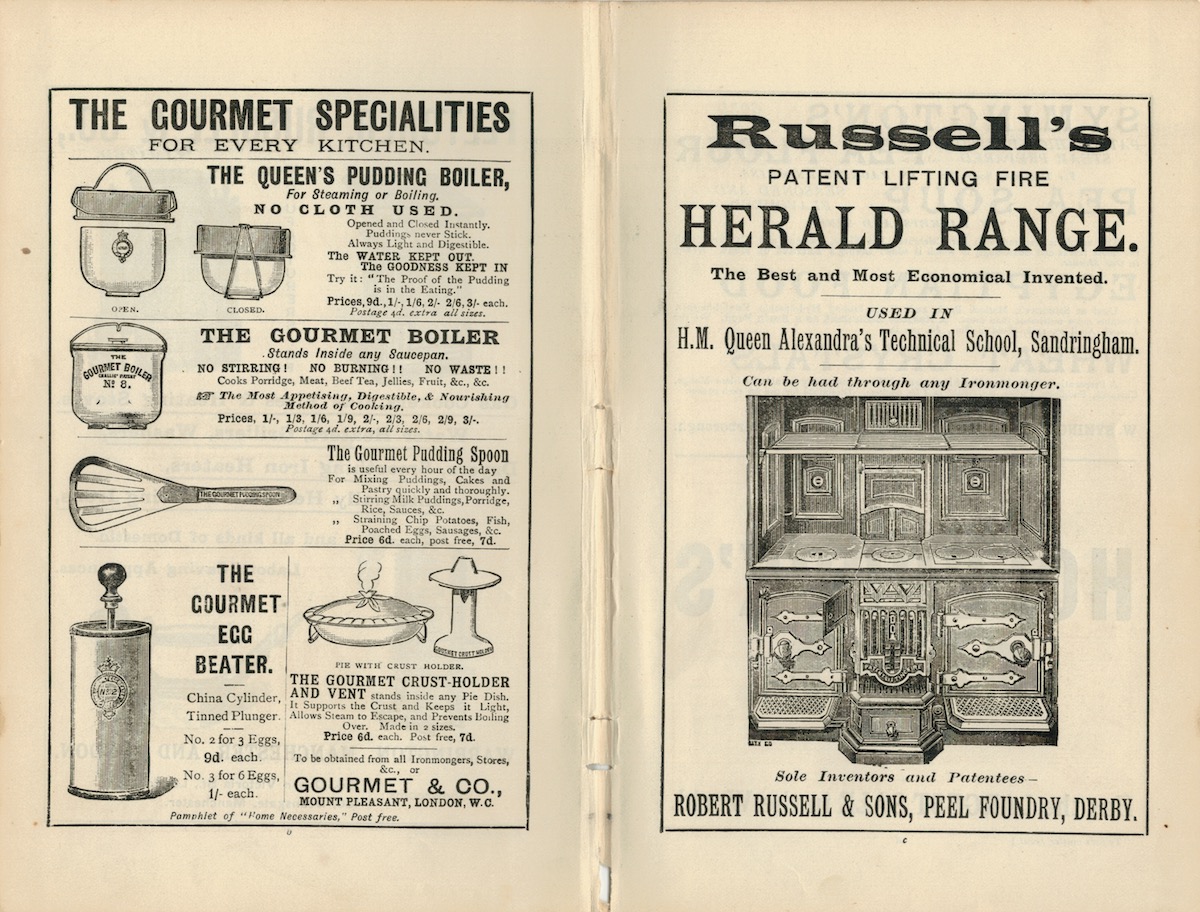 THE GOURMET SPECIALITIES
FOR EVERY KITCHEN.
THE QUEEN'S PUDDING BOILER,
For Steaming or Boiling.
NO CLOTH USED.
Opened and Closed Instantly.
Puddings never Stick.
Always Light and Digestible.
The WATER KEPT OUT.
The GOODNESS KEPT IN
Try it: "The Proof of the Pudding
is in the Eating."
Prices, 9d., 1/-, 1/6, 2/- 2/6, 3/- each.
Postage 4d. extra all sizes.
OPEN.
CLOSED.
THE
GOURMET BOILER
Nº 8.
THE GOURMET BOILER
Stands Inside any Saucepan.
NO STIRRING! NO BURNING!! NO WASTE!!
Cooks Porridge, Meat, Beef Tea, Jellies, Fruit, &c., &c.
☞ The Most Appetising, Digestible, & Nourishing
Method of Cooking.
Prices, 1/-, 1/3, 1/6, 1/9, 2/-, 2/3, 2/6, 2/9, 3/-.
Postage 4d. extra, all sizes.
THE GOURMET PUDDING SPOON
The Gourmet Pudding Spoon
is useful every hour of the day
For Mixing Puddings, Cakes and
Pastry quickly and thoroughly.
„ Stirring Milk Puddings, Porridge,
Rice, Sauces, &c.
„ Straining Chip Potatoes, Fish,
Poached Eggs, Sausages, &c.
Price 6d. each, post free, 7d.
Nº2
THE
GOURMET
EGG
BEATER.
China Cylinder,
Tinned Plunger.
No. 2 for 3 Eggs,
9d. each.
No. 3 for 6 Eggs,
1/- each.
GOURMET CRUST HOLDER
PIE WITH CRUST HOLDER.
THE GOURMET CRUST-HOLDER
AND VENT stands inside any Pie Dish.
It Supports the Crust and Keeps it Light,
Allows Steam to Escape, and Prevents Boiling
Over. Made in 2 sizes.
Price 6d. each. Post free, 7d.
To be obtained from all Ironmongers, Stores,
&c., or
GOURMET & CO.,
MOUNT PLEASANT, LONDON, W.C.
Pamphlet of "Home Necessaries," Post free.
Russell's
PATENT LIFTING FIRE
HERALD RANGE.
The Best and Most Economical Invented.
USED IN
H.M. Queen Alexandra's Technical School, Sandringham.
Can be had through any Ironmonger.
Sole Inventors and Patentees–
ROBERT RUSSELL & SONS, PEEL FOUNDRY, DERBY.
c